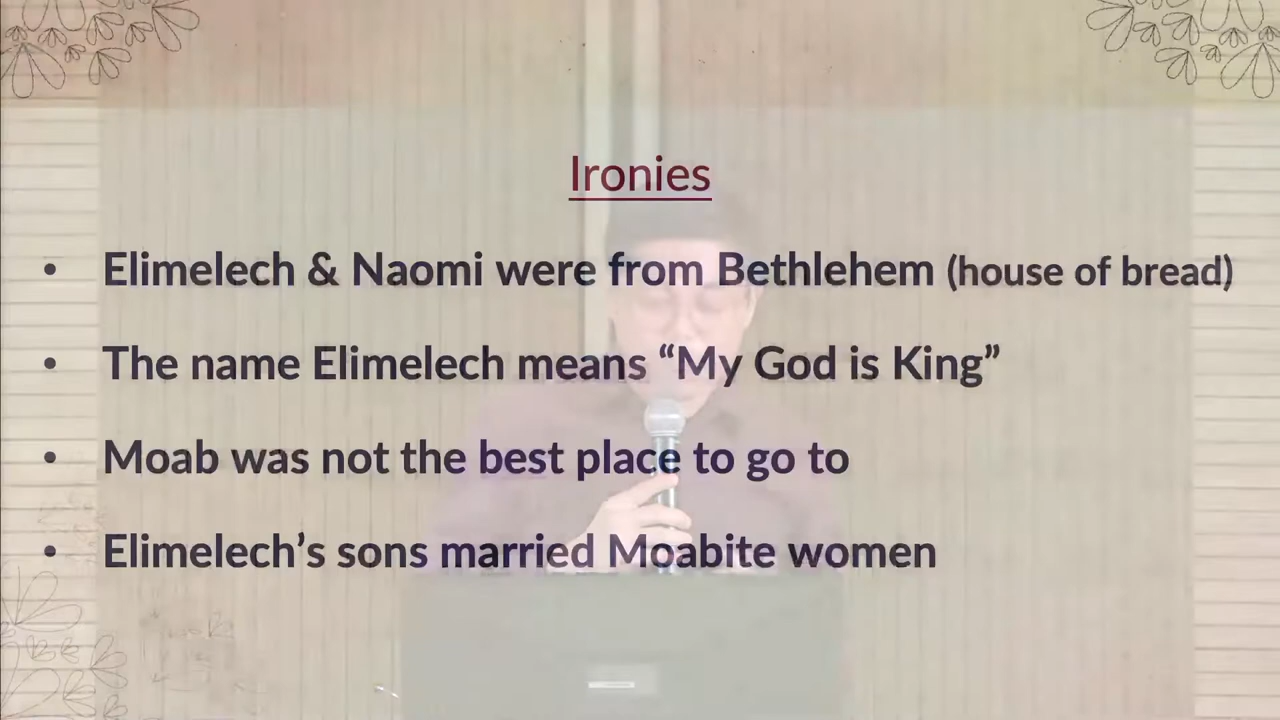 Ironies
• Elimelech & Naomi were from Bethlehem (house of bread)
• The name Elimelech means “My God is King”
• Moab was not the best place to go to
• Elimelech’s sons married Moabite women